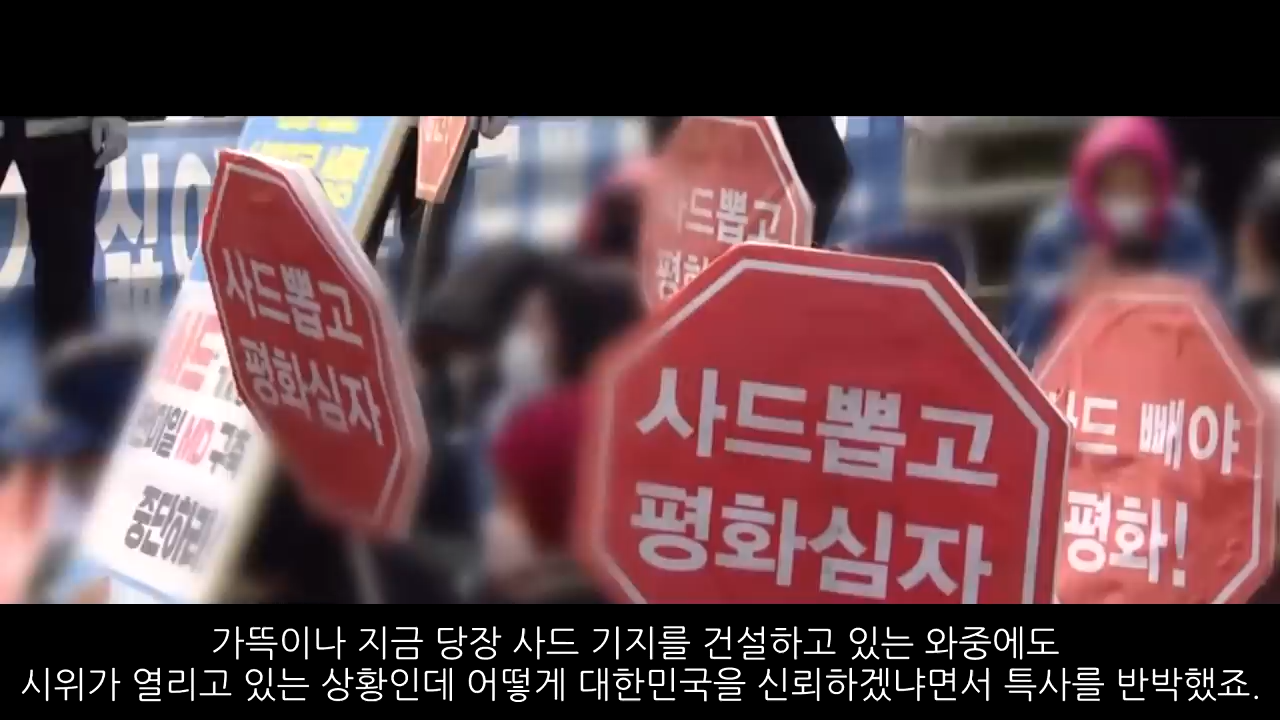 심
사드뽑고
평화심자
드뽑고
평화
사드뽑고
평화심자
드 빼야
평화!
중단하라
가뜩이나 지금 당장 사드 기지를 건설하고 있는 와중에도
시위가 열리고 있는 상황인데 어떻게 대한민국을 신뢰하겠냐면서 특사를 반박했죠.